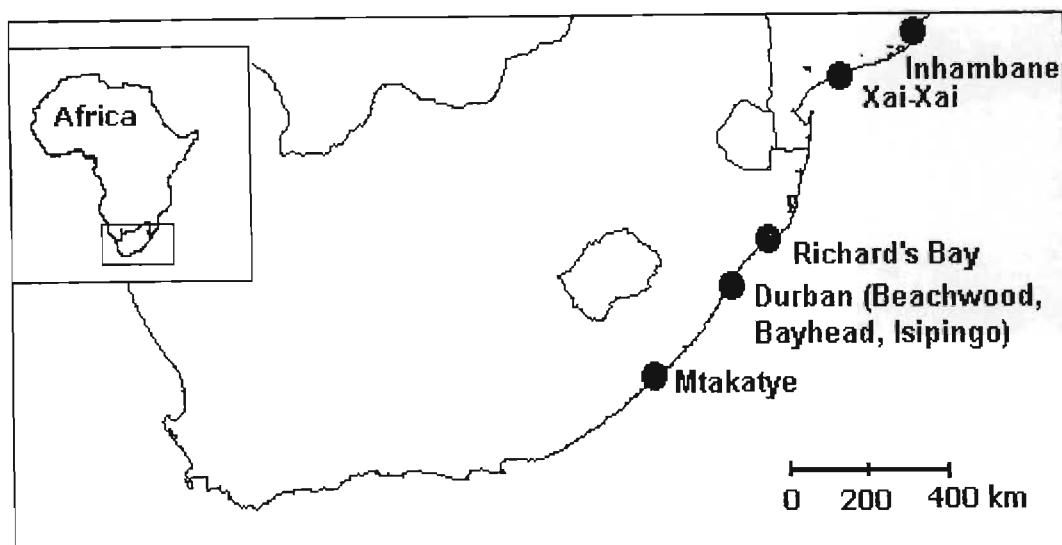 Africa
Inhambane
Xai-Xai
Richard's Bay
Durban (Beachwood,
Bayhead, Isipingo)
Mtakatye
0 200 400 km